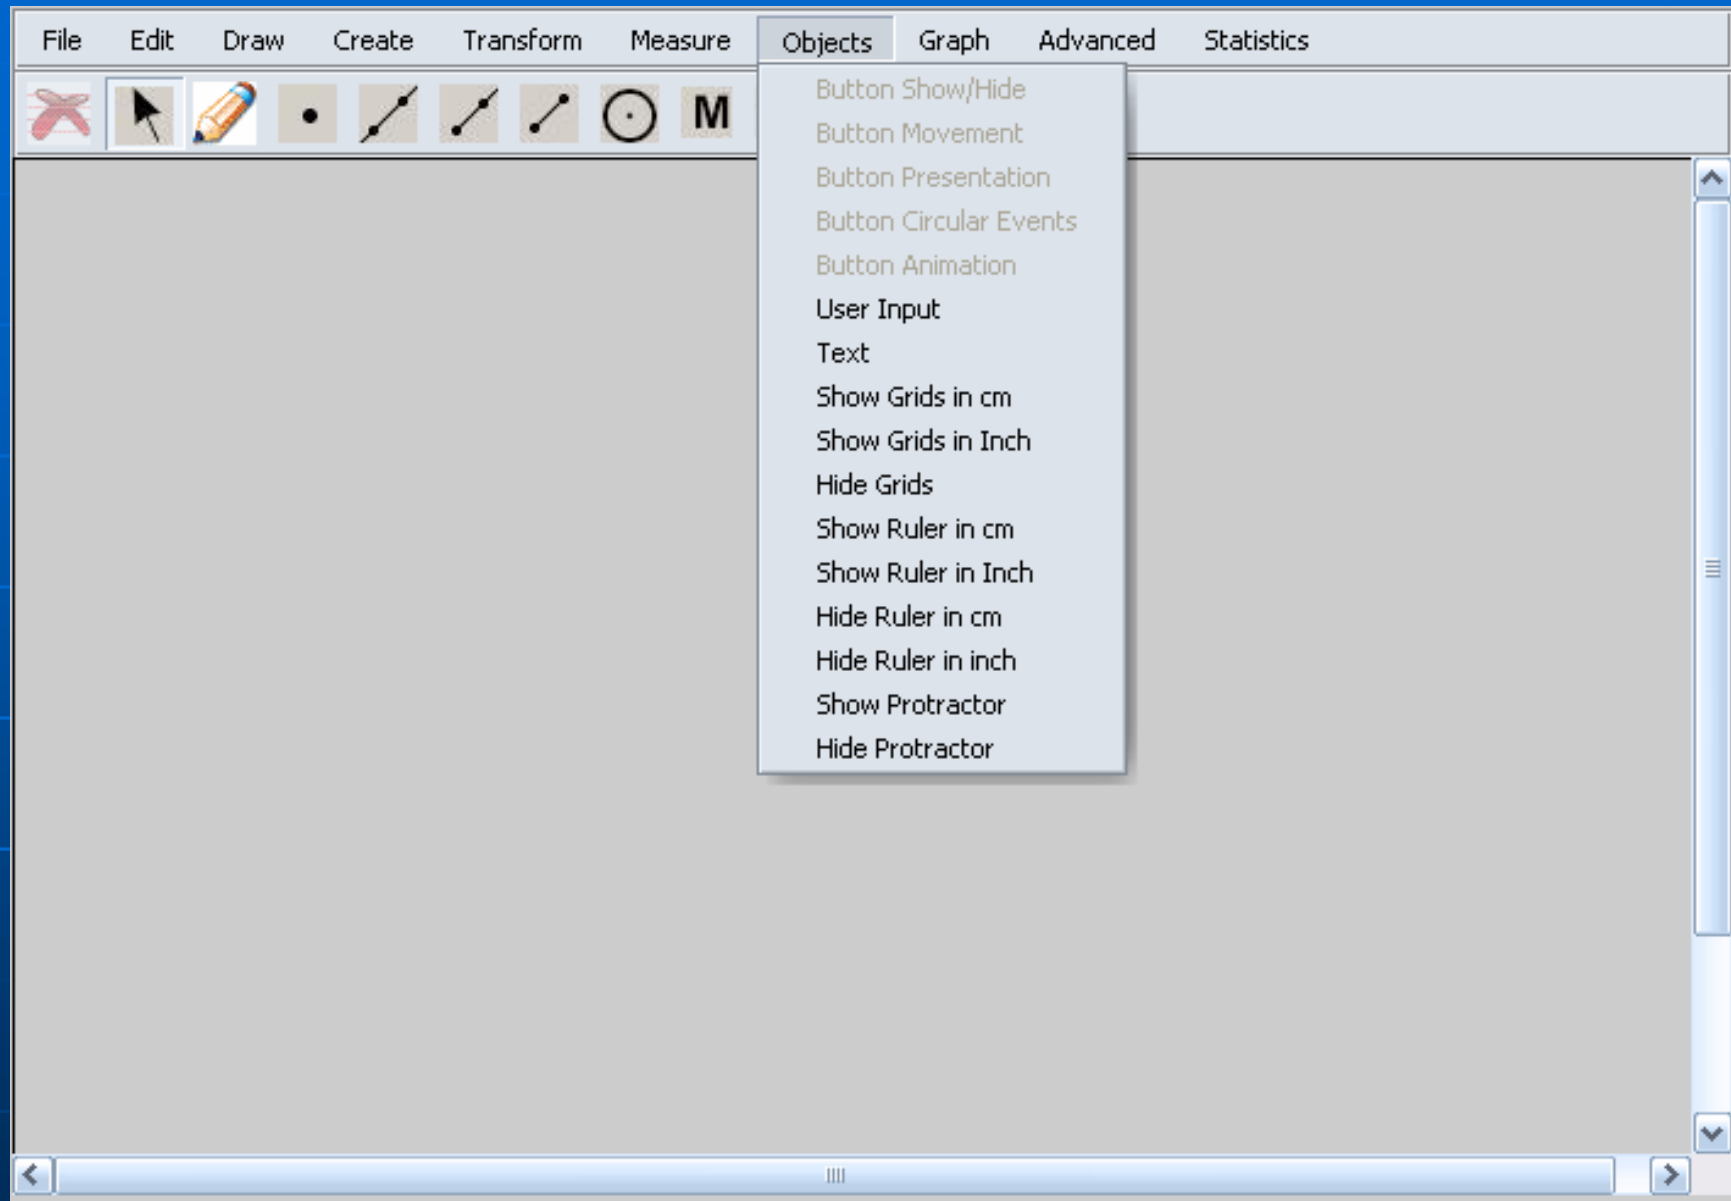 File Edit Draw Create Transform Measure Objects Graph Advanced Statistics
M
Button Show/Hide
Button Movement
Button Presentation
Button Circular Events
Button Animation
User Input
Text
Show Grids in cm
Show Grids in Inch
Hide Grids
Show Ruler in cm
Show Ruler in Inch
Hide Ruler in cm
Hide Ruler in inch
Show Protractor
Hide Protractor